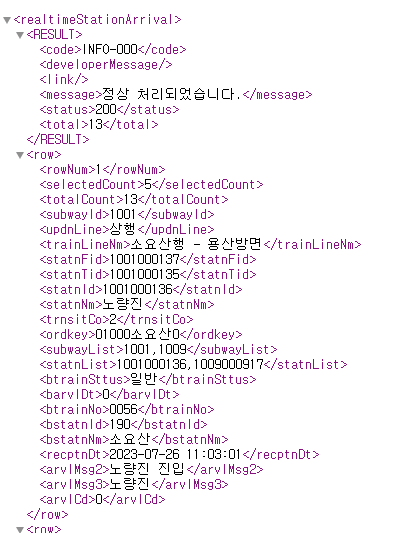 <realtimeStationArrival>
<RESULT>
<code>INFO-000</code>
<developerMessage/>
<link/>
<message>정상 처리되었습니다.</message>
<status>200</status>
<total>13</total>
</RESULT>
<row>
<rowNum>1</rowNum>
<selectedCount>5</selectedCount>
<totalCount>13</totalCount>
<subwayId>1001</subwayId>
<updnLine>상행</updnLine>
<trainLineNm>소요산행 - 용산방면</trainLineNm>
<statnFid>1001000137</statnFid>
<statnTid>1001000135</statnTid>
<statnId>1001000136</statnId>
<statnNm>노량진</statnNm>
<trnsitCo>2</trnsitCo>
<ordkey>01000소요산0</ordkey>
<subwayList>1001,1009</subwayList>
<statnList>1001000136,1009000917</statnList>
<btrainSttus>일반</btrainSttus>
<barvlDt>0</barvlDt>
<btrainNo>0056</btrainNo>
<bstatnId>190</bstatnId>
<bstatnNm>소요산</bstatnNm>
<recptnDt>2023-07-26 11:03:01</recptnDt>
<arvlMsg2>노량진 진입</arvlMsg2>
<arvlMsg3>노량진</arvlMsg3>
<arvlCd>0</arvlCd>
</row>
<row>